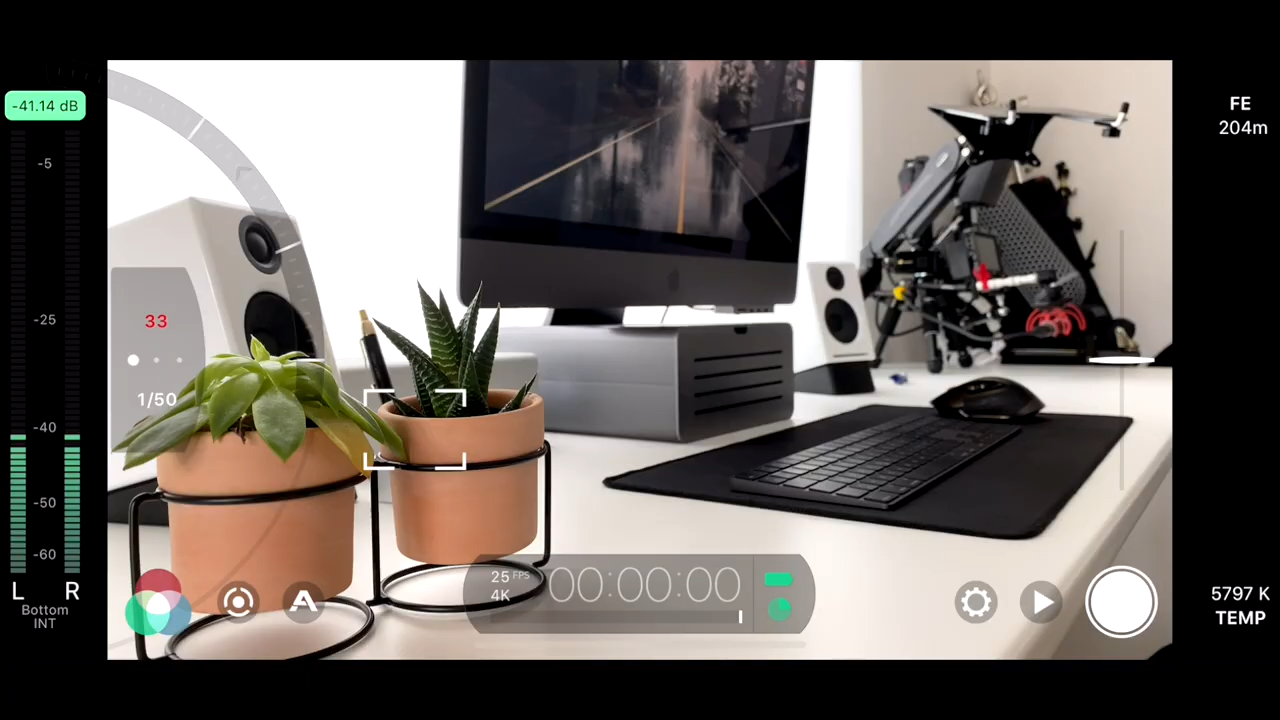 -41.14 dB
-5
-25
-40
-50
-60
L R
Bottom
INT
33
1/50
25 FPS
4K
00:00:00
FE
204m
5797 K
TEMP